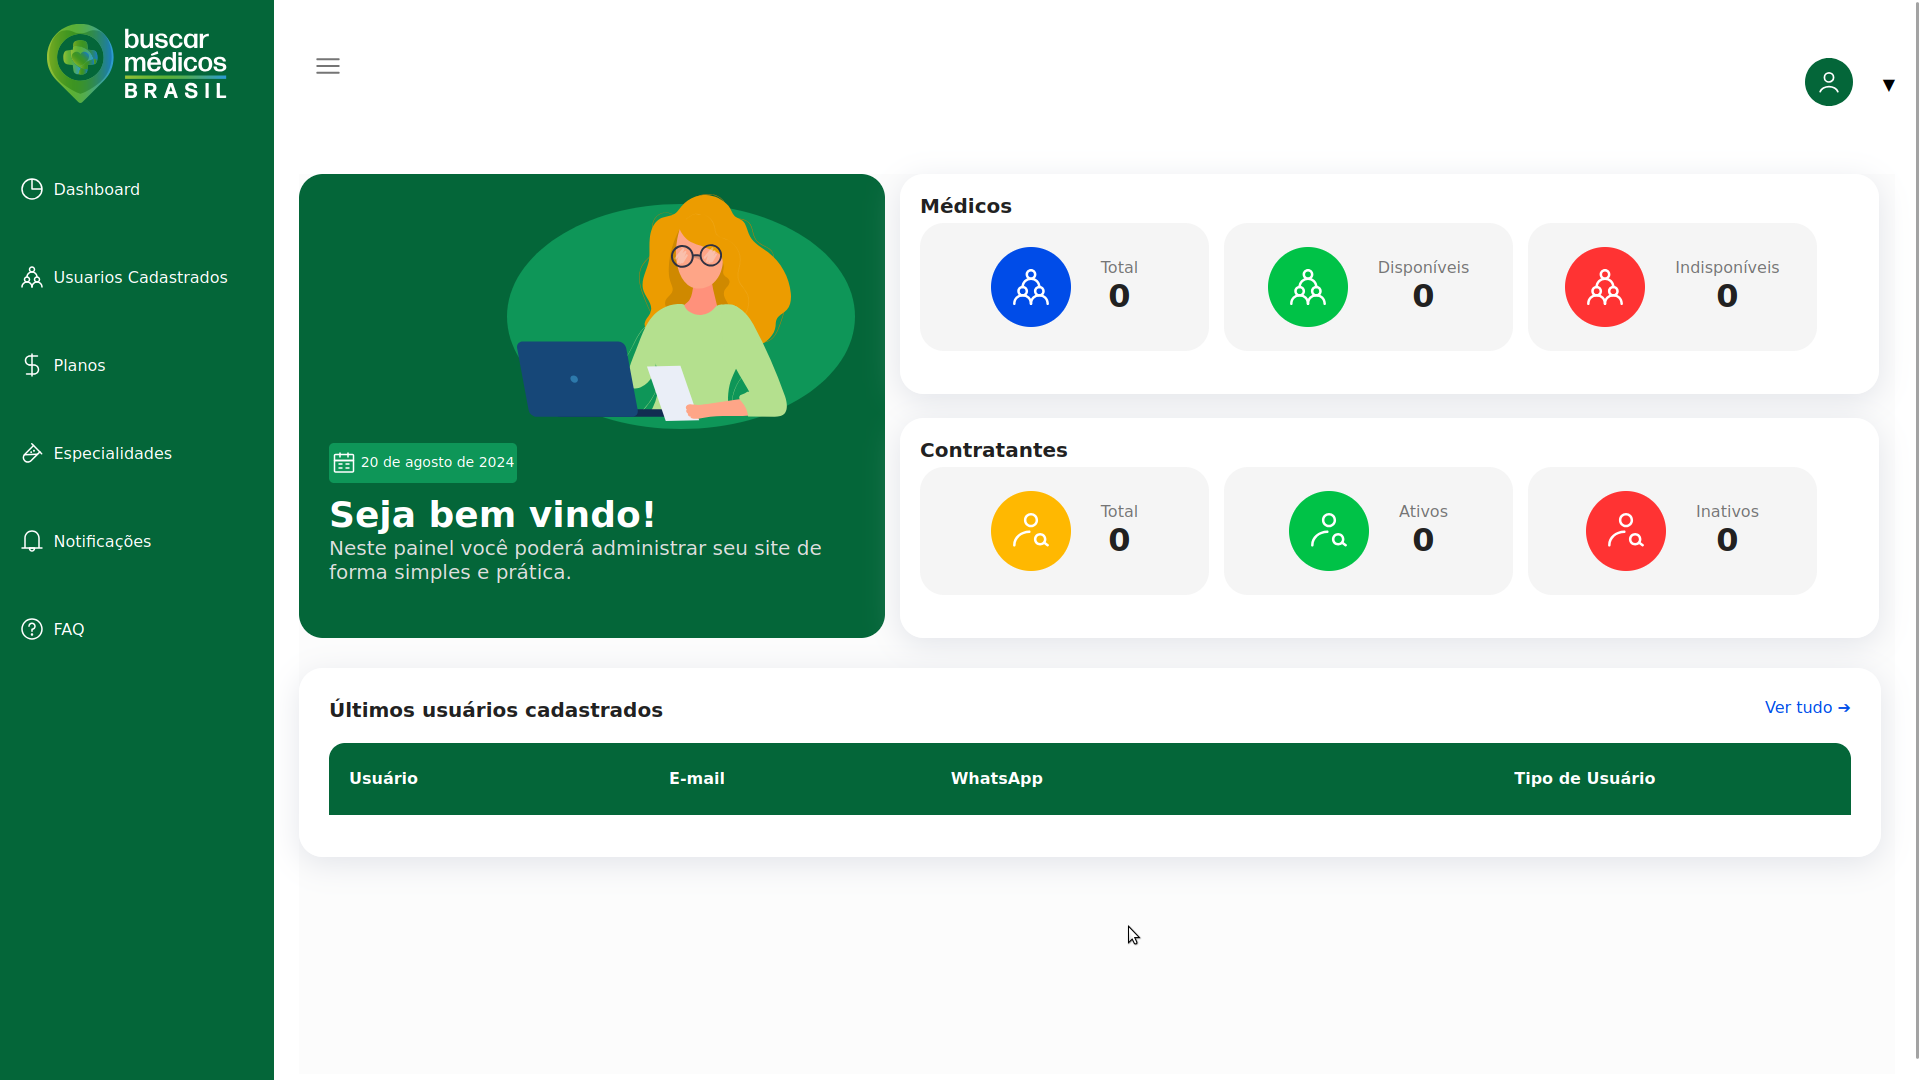 buscar
médicos
BRASIL
Dashboard
Usuarios Cadastrados
Planos
Especialidades
Notificações
FAQ
▼
20 de agosto de 2024
Seja bem vindo!
Neste painel você poderá administrar seu site de
forma simples e prática.
Médicos
Total
0
Disponíveis
0
Indisponíveis
0
Contratantes
Total
0
Ativos
0
Inativos
0
Últimos usuários cadastrados
Ver tudo ➔
Usuário E-mail WhatsApp Tipo de Usuário